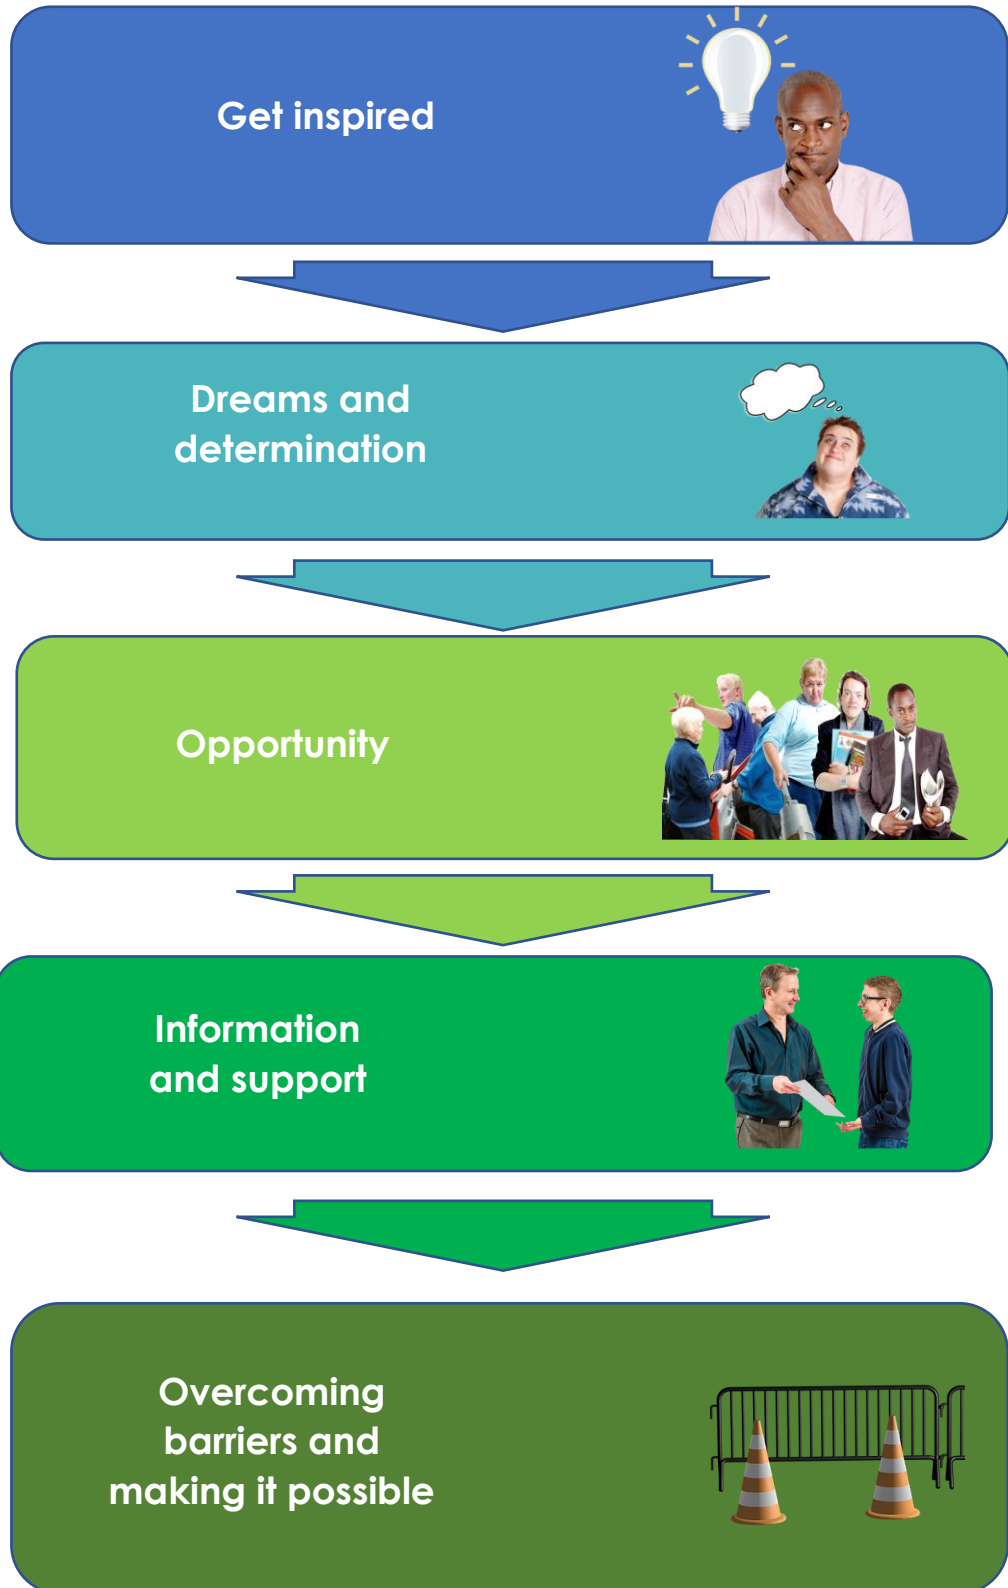 Get inspired
Dreams and
determination
Opportunity
Information
and support
Overcoming
barriers and
making it possible